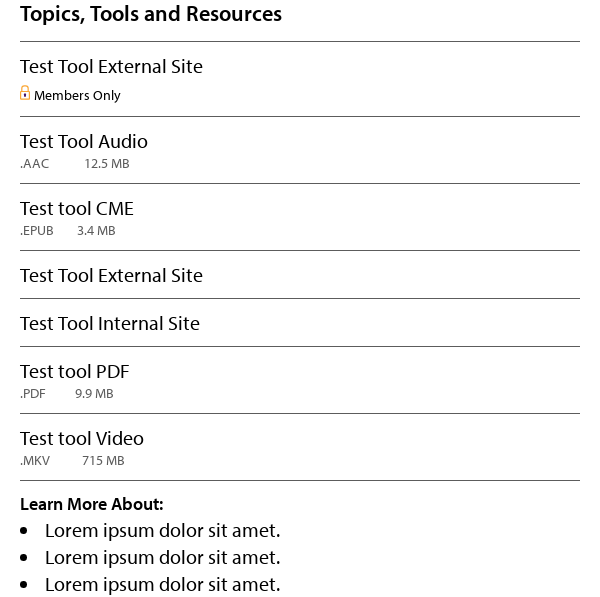 Topics, Tools and Resources
Test Tool External Site
Members Only
Test Tool Audio
.AAC 12.5 MB
Test tool CME
.EPUB 3.4 MB
Test Tool External Site
Test Tool Internal Site
Test tool PDF
.PDF 9.9 MB
Test tool Video
.MKV 715 MB
Learn More About:
• Lorem ipsum dolor sit amet.
• Lorem ipsum dolor sit amet.
• Lorem ipsum dolor sit amet.